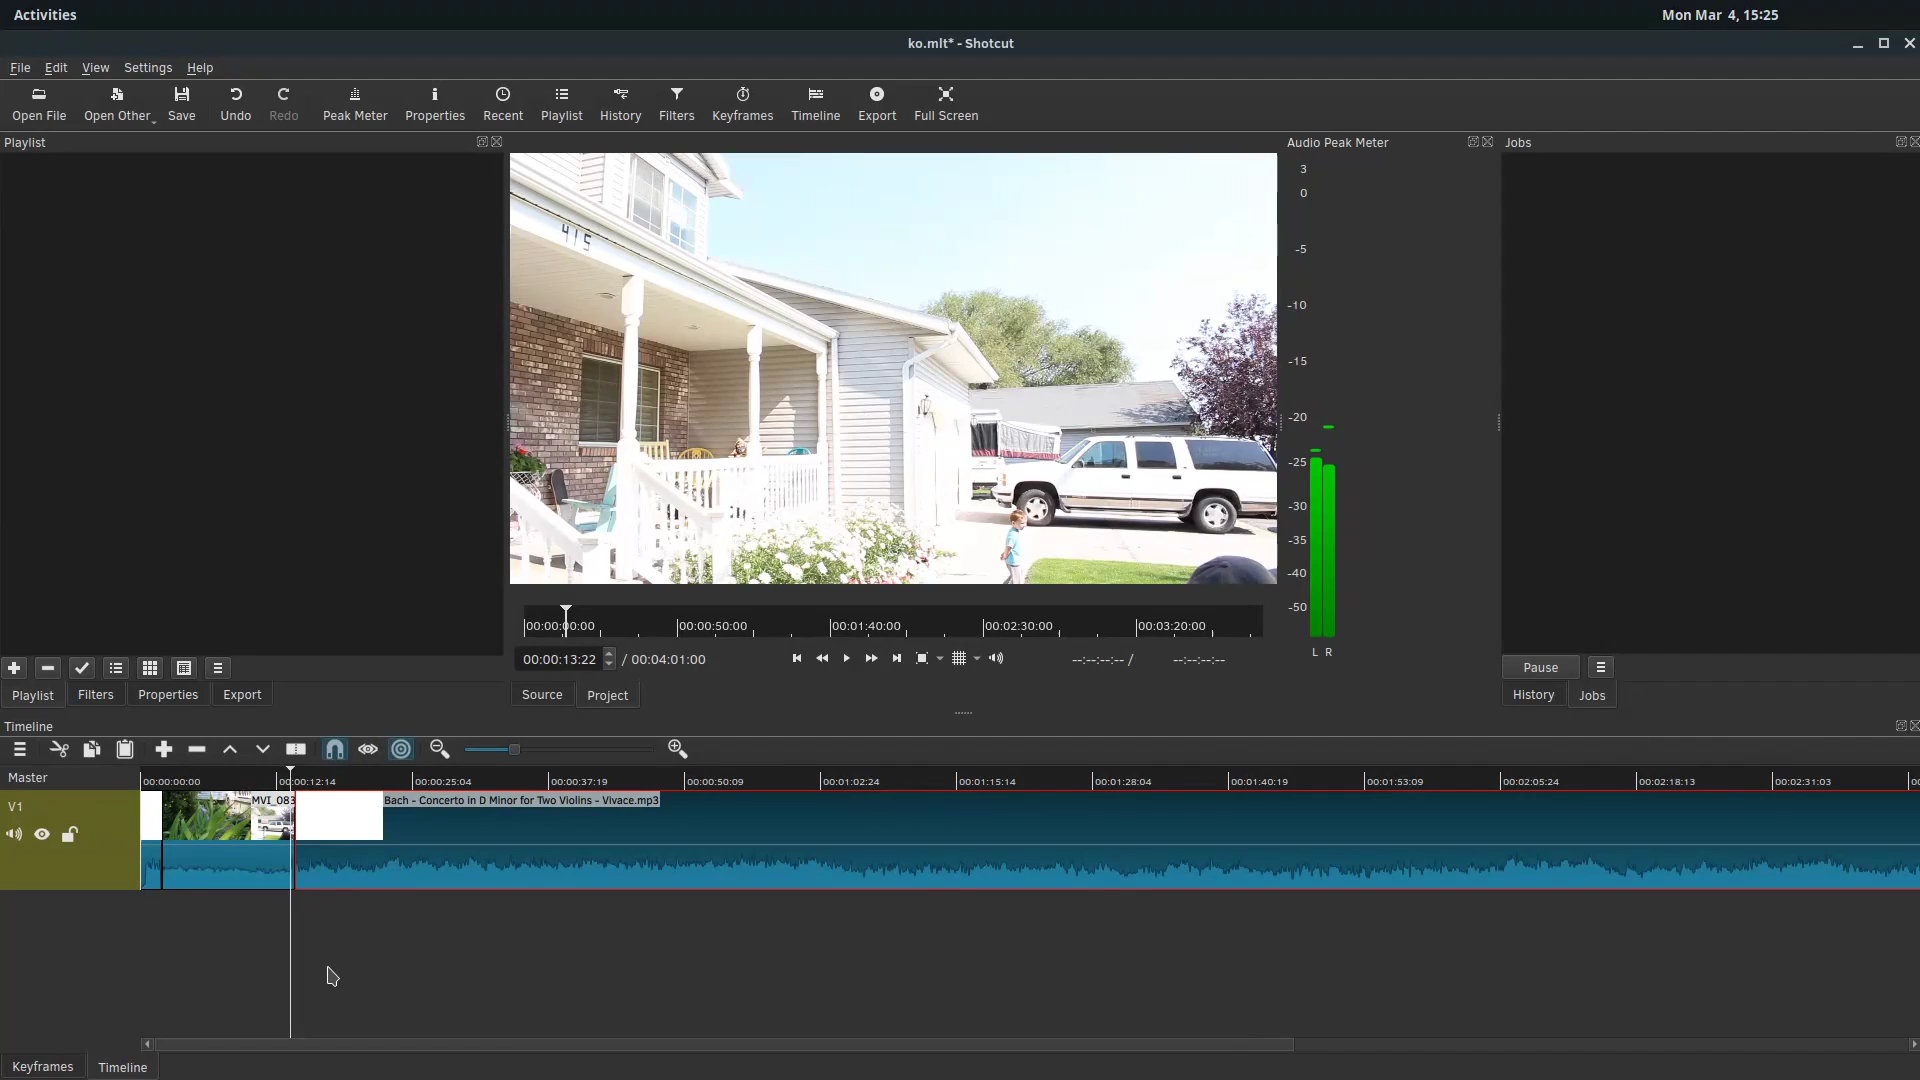 Activities
Mon Mar 4, 15:25
ko.mlt* - Shotcut
File Edit View Settings Help
Open File Open Other Save Undo Redo Peak Meter Properties Recent Playlist History Filters Keyframes Timeline Export Full Screen
Playlist
Audio Peak Meter
Jobs
415
3
0
-5
-10
-15
-20
-25
-30
-35
-40
-50
L R
00:00:00:00 00:00:50:00 00:01:40:00 00:02:30:00 00:03:20:00
00:00:13:22 / 00:04:01:00
--:--:--:-- / --:--:--:--
Pause
Playlist Filters Properties Export
Source Project
History Jobs
Timeline
Master
00:00:00:00 00:00:12:14 00:00:25:04 00:00:37:19 00:00:50:09 00:01:02:24 00:01:15:14 00:01:28:04 00:01:40:19 00:01:53:09 00:02:05:24 00:02:18:13 00:02:31:03
V1
MVI_083
Bach - Concerto in D Minor for Two Violins - Vivace.mp3
Keyframes Timeline